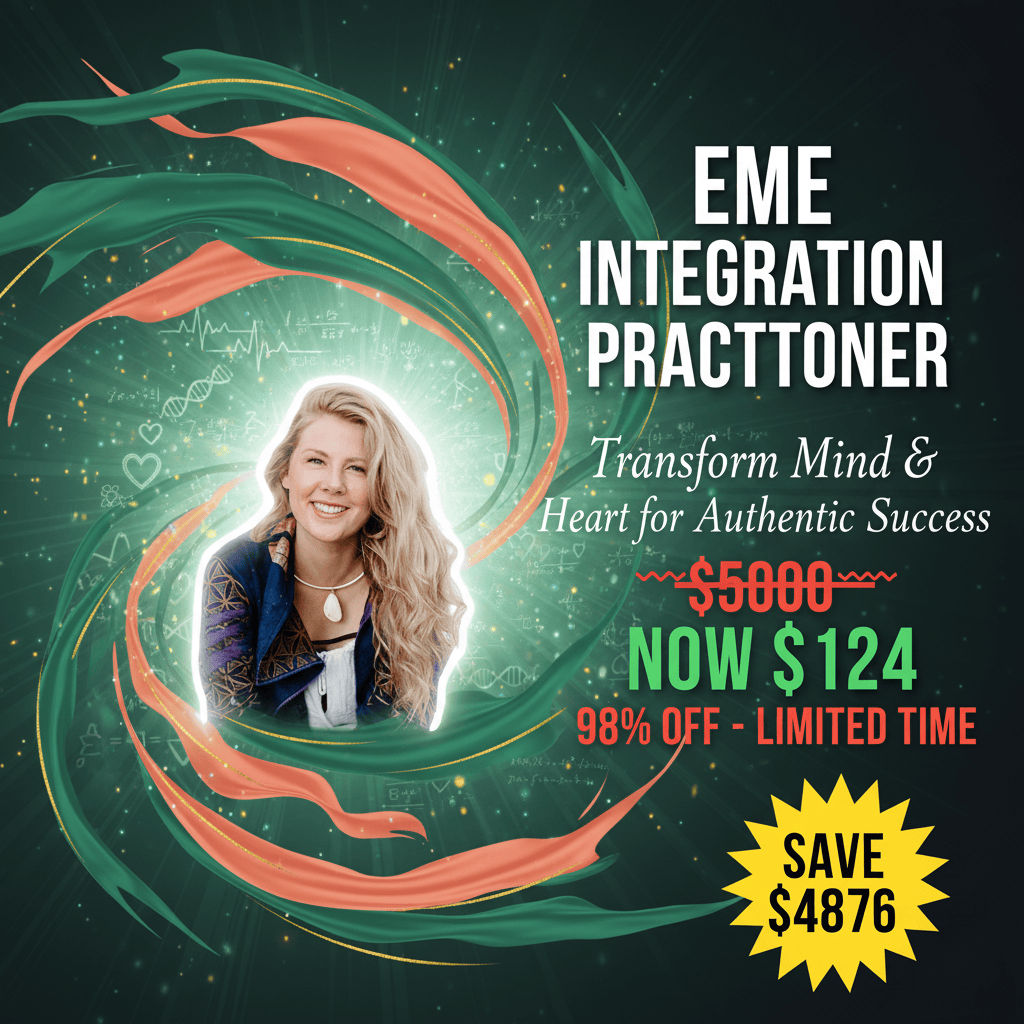 EME
INTEGRATION
PRACTTONER
Transform Mind &
Heart for Authentic Success
$5000
NOW $124
98% OFF - LIMITED TIME
SAVE
$4876